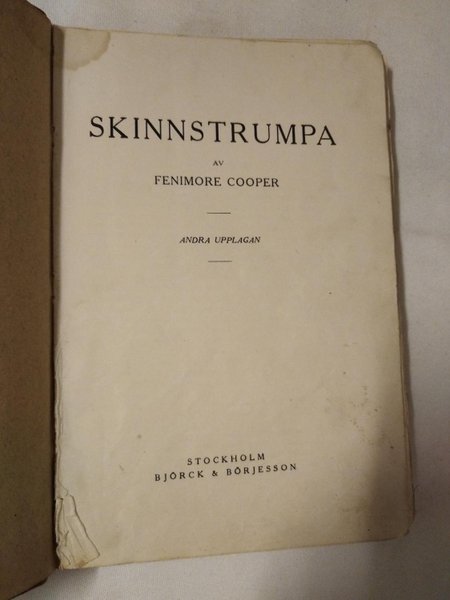 SKINNSTRUMPA
AV
FENIMORE COOPER
ANDRA UPPLAGAN
STOCKHOLM
BJÖRCK & BÖRJESSON